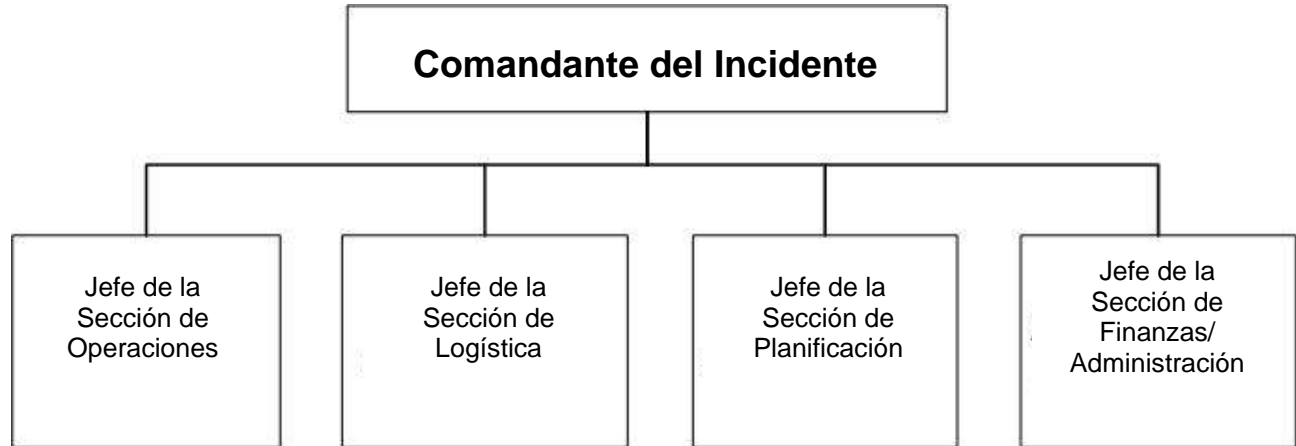 Comandante del Incidente
Jefe de la
Sección de
Operaciones
Jefe de la
Sección de
Logística
Jefe de la
Sección de
Planificación
Jefe de la
Sección de
Finanzas/
Administración